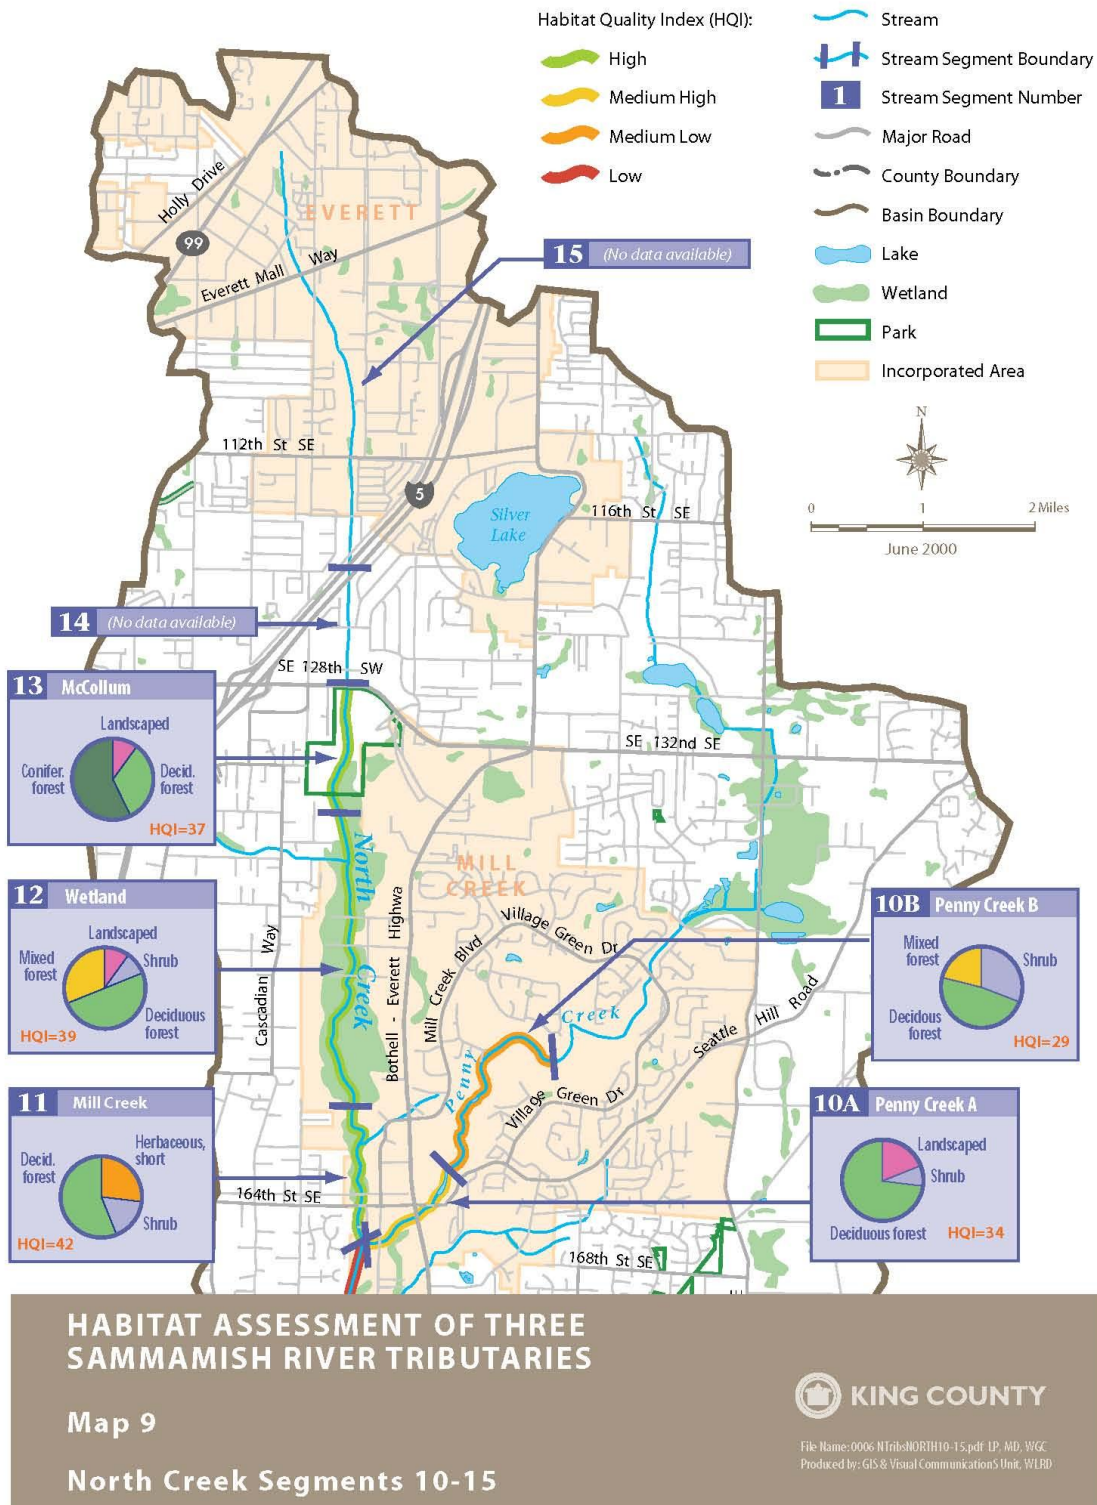 Habitat Quality Index (HQI):
High
Medium High
Medium Low
Low
Stream
Stream Segment Boundary
1 Stream Segment Number
Major Road
County Boundary
Basin Boundary
Lake
Wetland
Park
Incorporated Area
N
0 1 2 Miles
June 2000
Holly Drive
EVERETT
99
Everett Mall Way
15 (No data available)
112th St SE
5
Silver
Lake
116th St SE
14 (No data available)
SE 128th SW
13 McCollum
Landscaped
Conifer.
forest
Decid.
forest
HQI=37
SE 132nd SE
North
Creek
MILL
CREEK
12 Wetland
Landscaped
Mixed
forest
Shrub
Deciduous
forest
HQI=39
Cascadian Way
Bothell - Everett Highwa
Mill Creek Blvd
Village Green Dr
Penny
Creek
Village Green Dr
Seattle Hill Road
10B Penny Creek B
Mixed
forest
Shrub
Decidous
forest
HQI=29
11 Mill Creek
Herbaceous,
short
Decid.
forest
Shrub
HQI=42
164th St SE
10A Penny Creek A
Landscaped
Shrub
Deciduous forest
HQI=34
168th St SE
HABITAT ASSESSMENT OF THREE
SAMMAMISH RIVER TRIBUTARIES
Map 9
North Creek Segments 10-15
KING COUNTY
File Name: 0006 NTribsNORTH10-15.pdf LP, MD, WGC
Produced by: GIS & Visual CommunicationS Unit, WLRD